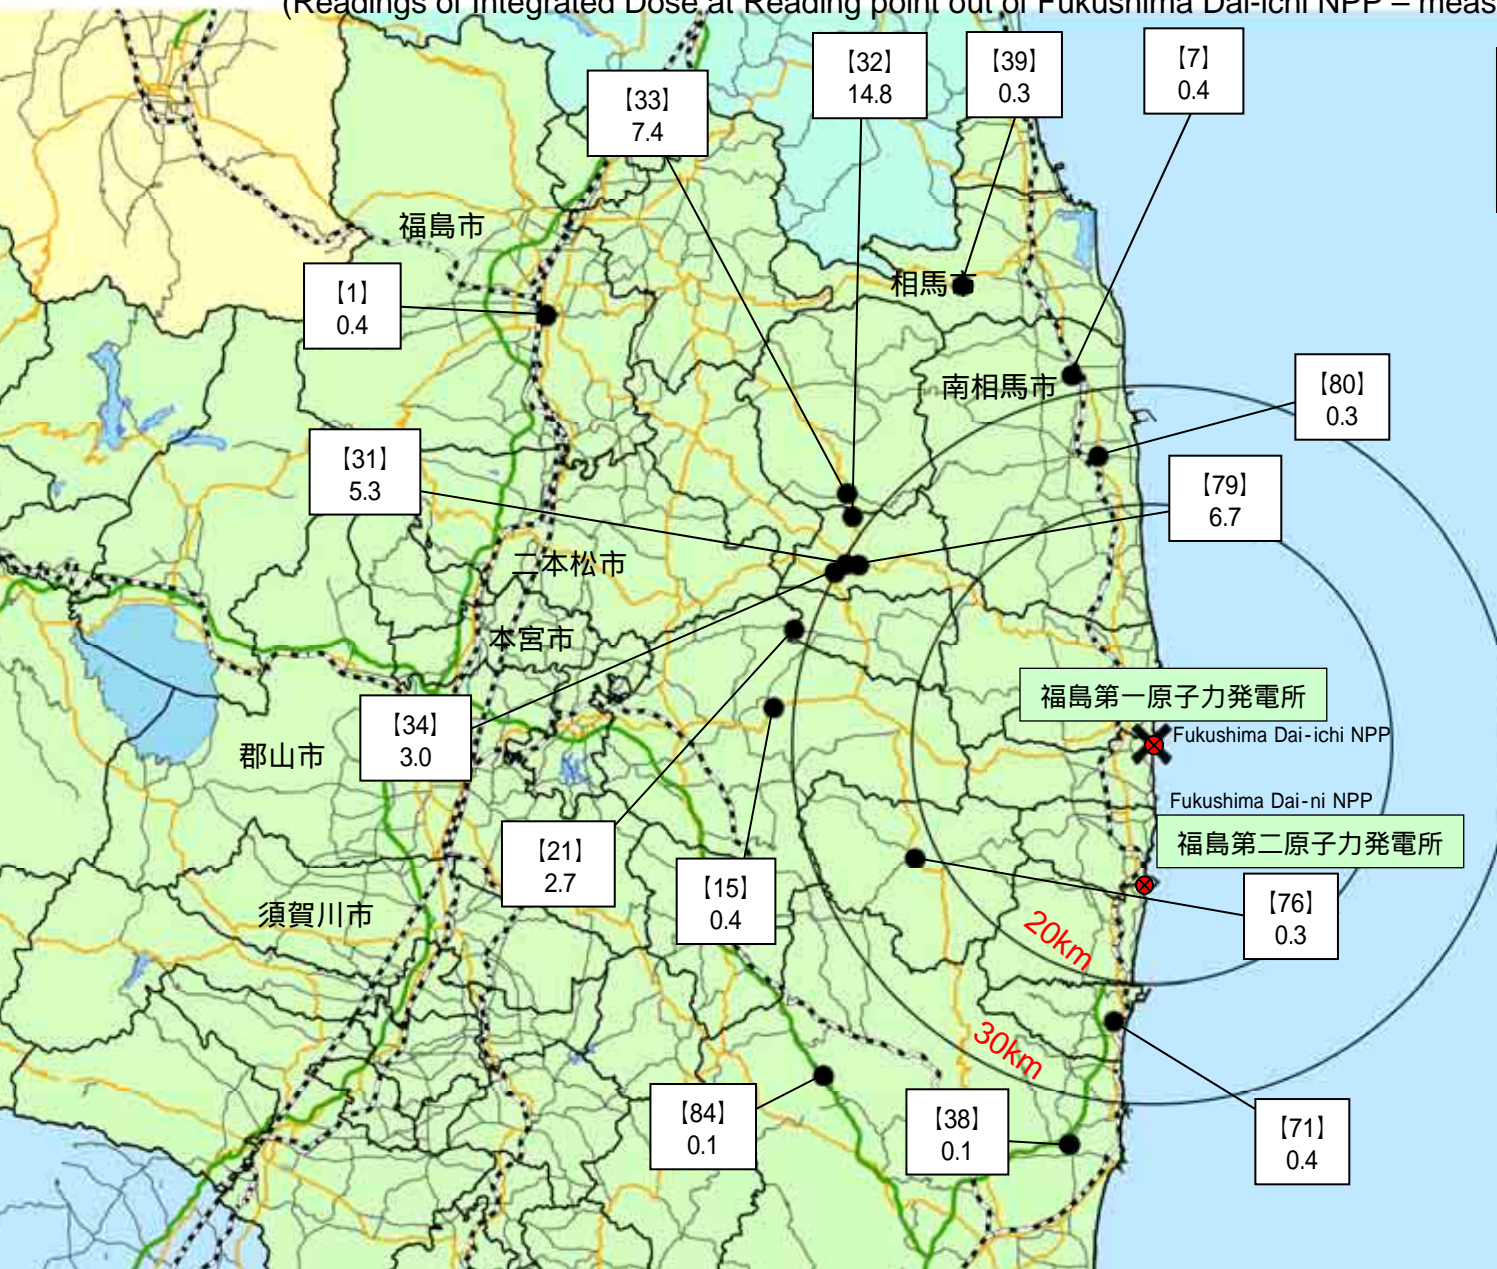 (Readings of Integrated Dose at Reading point out of Fukushima Dai-ichi NPP – meas
【32】
14.8
【39】
0.3
【7】
0.4
【33】
7.4
福島市
【1】
0.4
相馬市
南相馬市
【80】
0.3
【31】
5.3
【79】
6.7
二本松市
本宮市
福島第一原子力発電所
Fukushima Dai-ichi NPP
【34】
3.0
郡山市
Fukushima Dai-ni NPP
福島第二原子力発電所
【21】
2.7
【15】
0.4
【76】
0.3
須賀川市
20km
30km
【84】
0.1
【38】
0.1
【71】
0.4